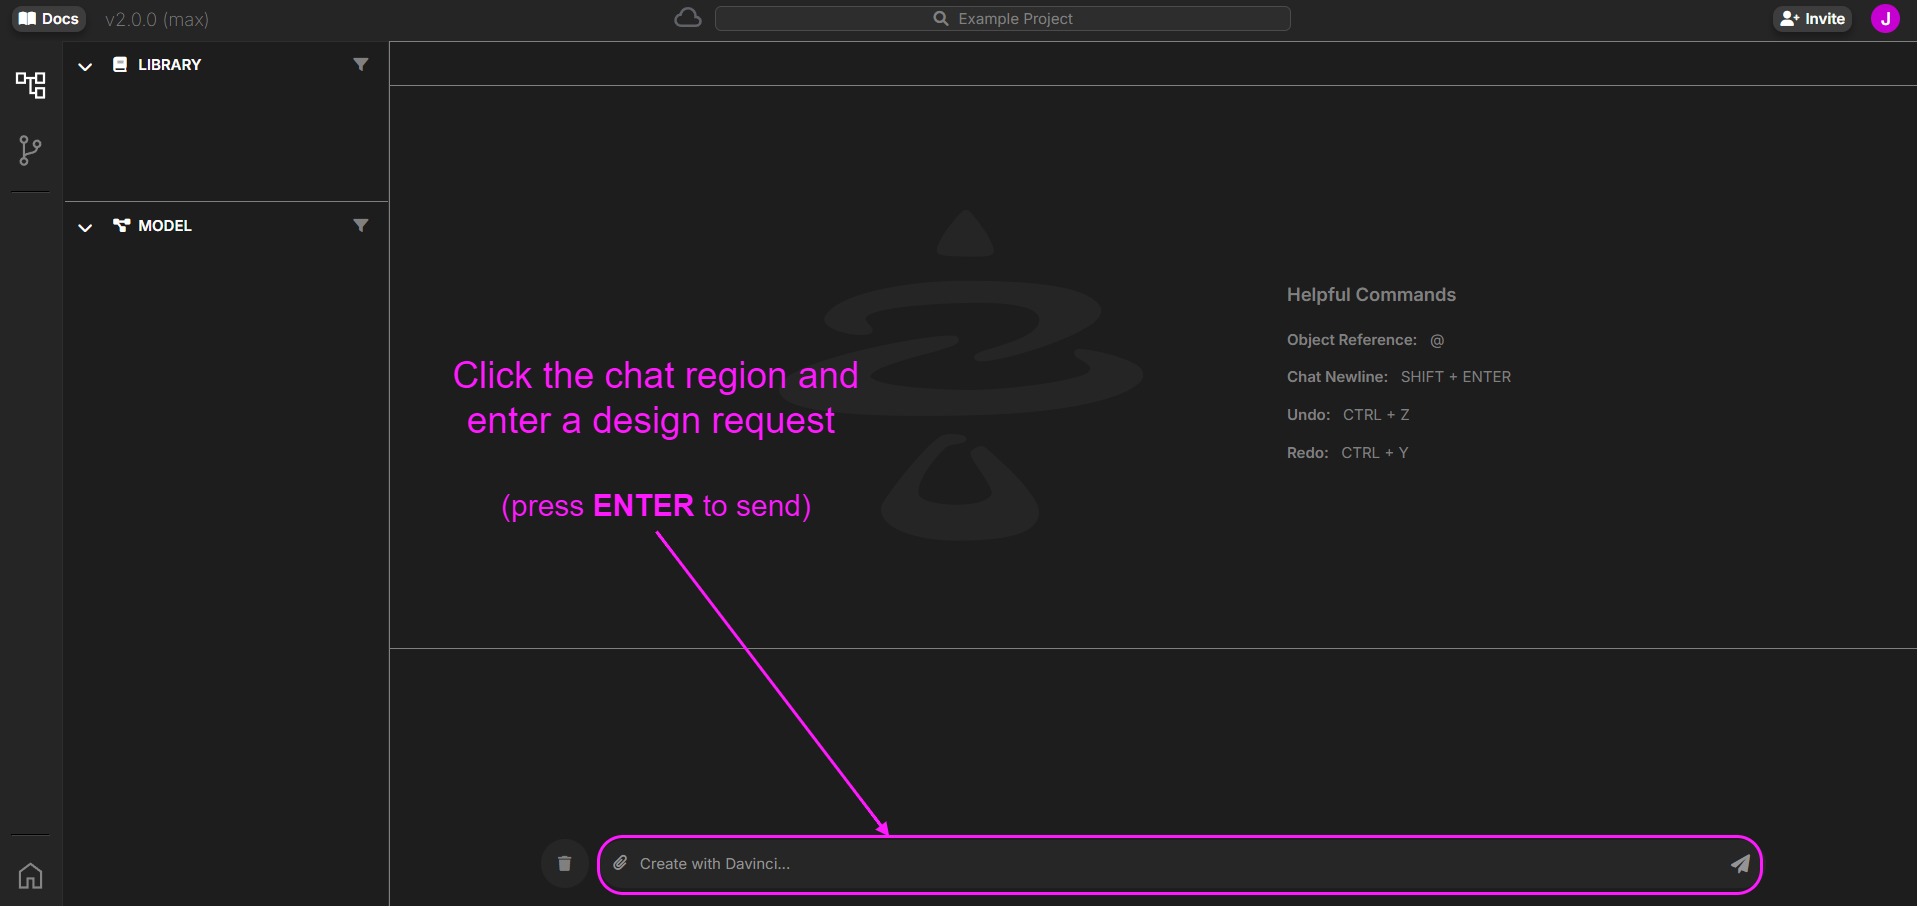 Docs v2.0.0 (max) Example Project Invite J
LIBRARY
MODEL
Click the chat region and
enter a design request
(press ENTER to send)
Helpful Commands
Object Reference: @
Chat Newline: SHIFT + ENTER
Undo: CTRL + Z
Redo: CTRL + Y
Create with Davinci...